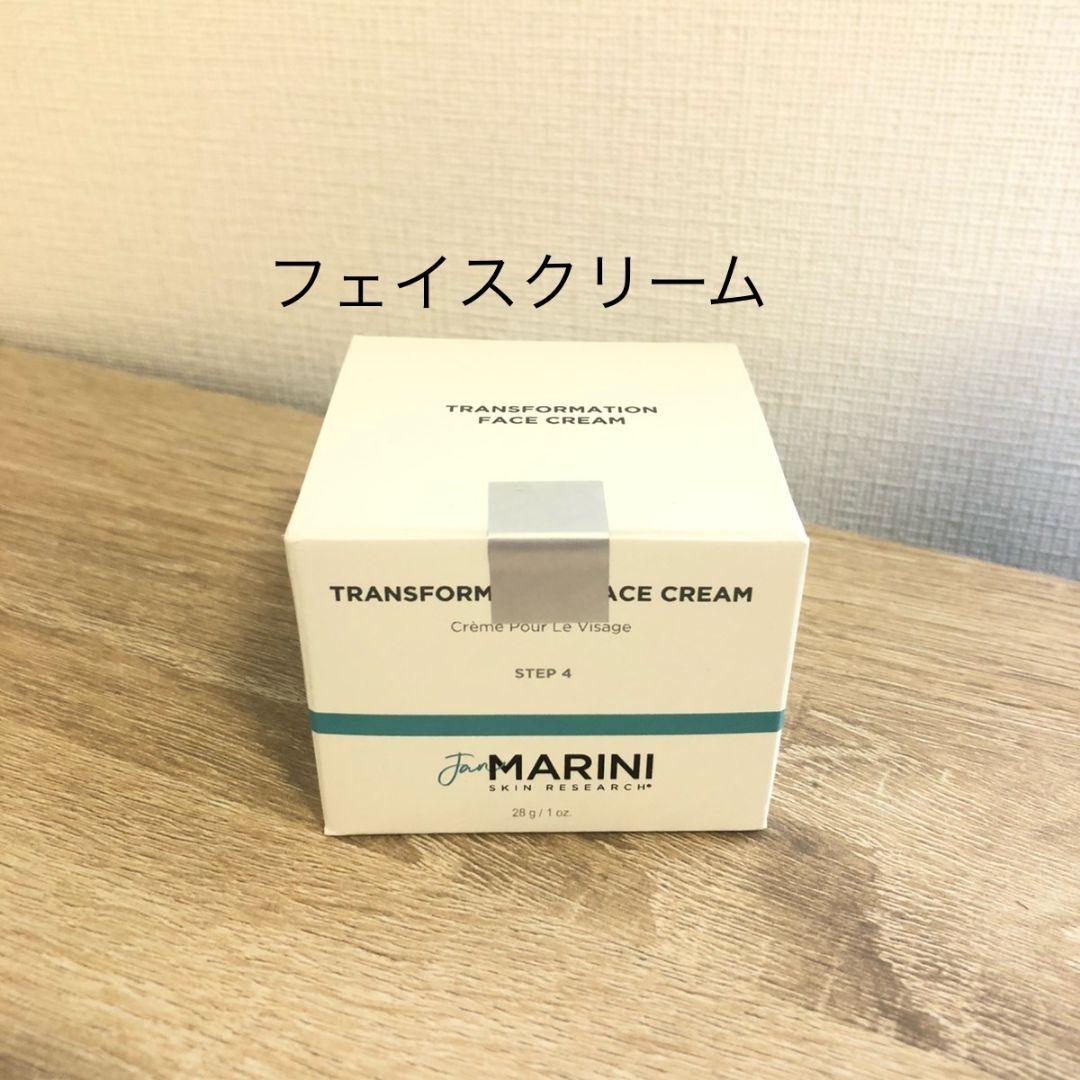 フェイスクリーム
TRANSFORMATION
FACE CREAM
TRANSFORM ACE CREAM
Crème Pour Le Visage
STEP 4
Jan MARINI
SKIN RESEARCH®
28 g / 1 oz.